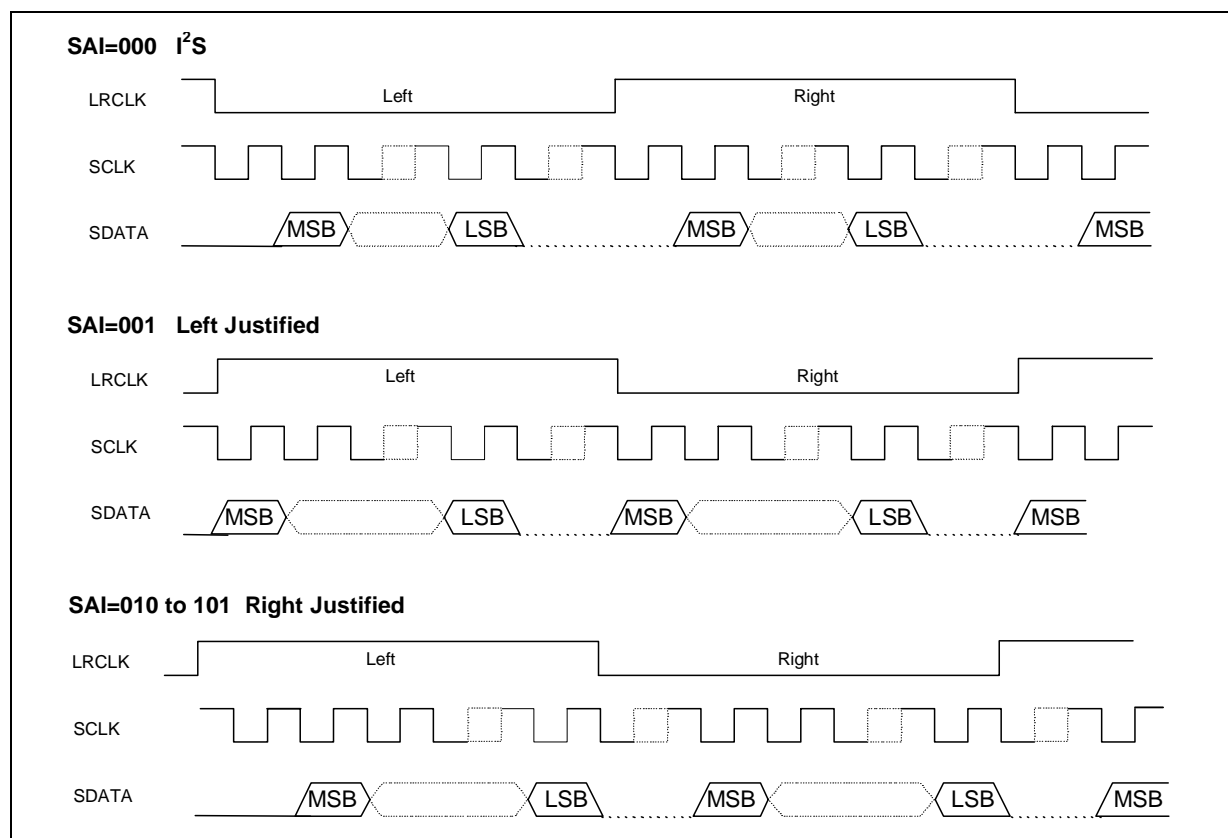 SAI=000 I²S
LRCLK Left Right
SCLK
SDATA MSB LSB MSB LSB MSB
SAI=001 Left Justified
LRCLK Left Right
SCLK
SDATA MSB LSB MSB LSB MSB
SAI=010 to 101 Right Justified
LRCLK Left Right
SCLK
SDATA MSB LSB MSB LSB MSB